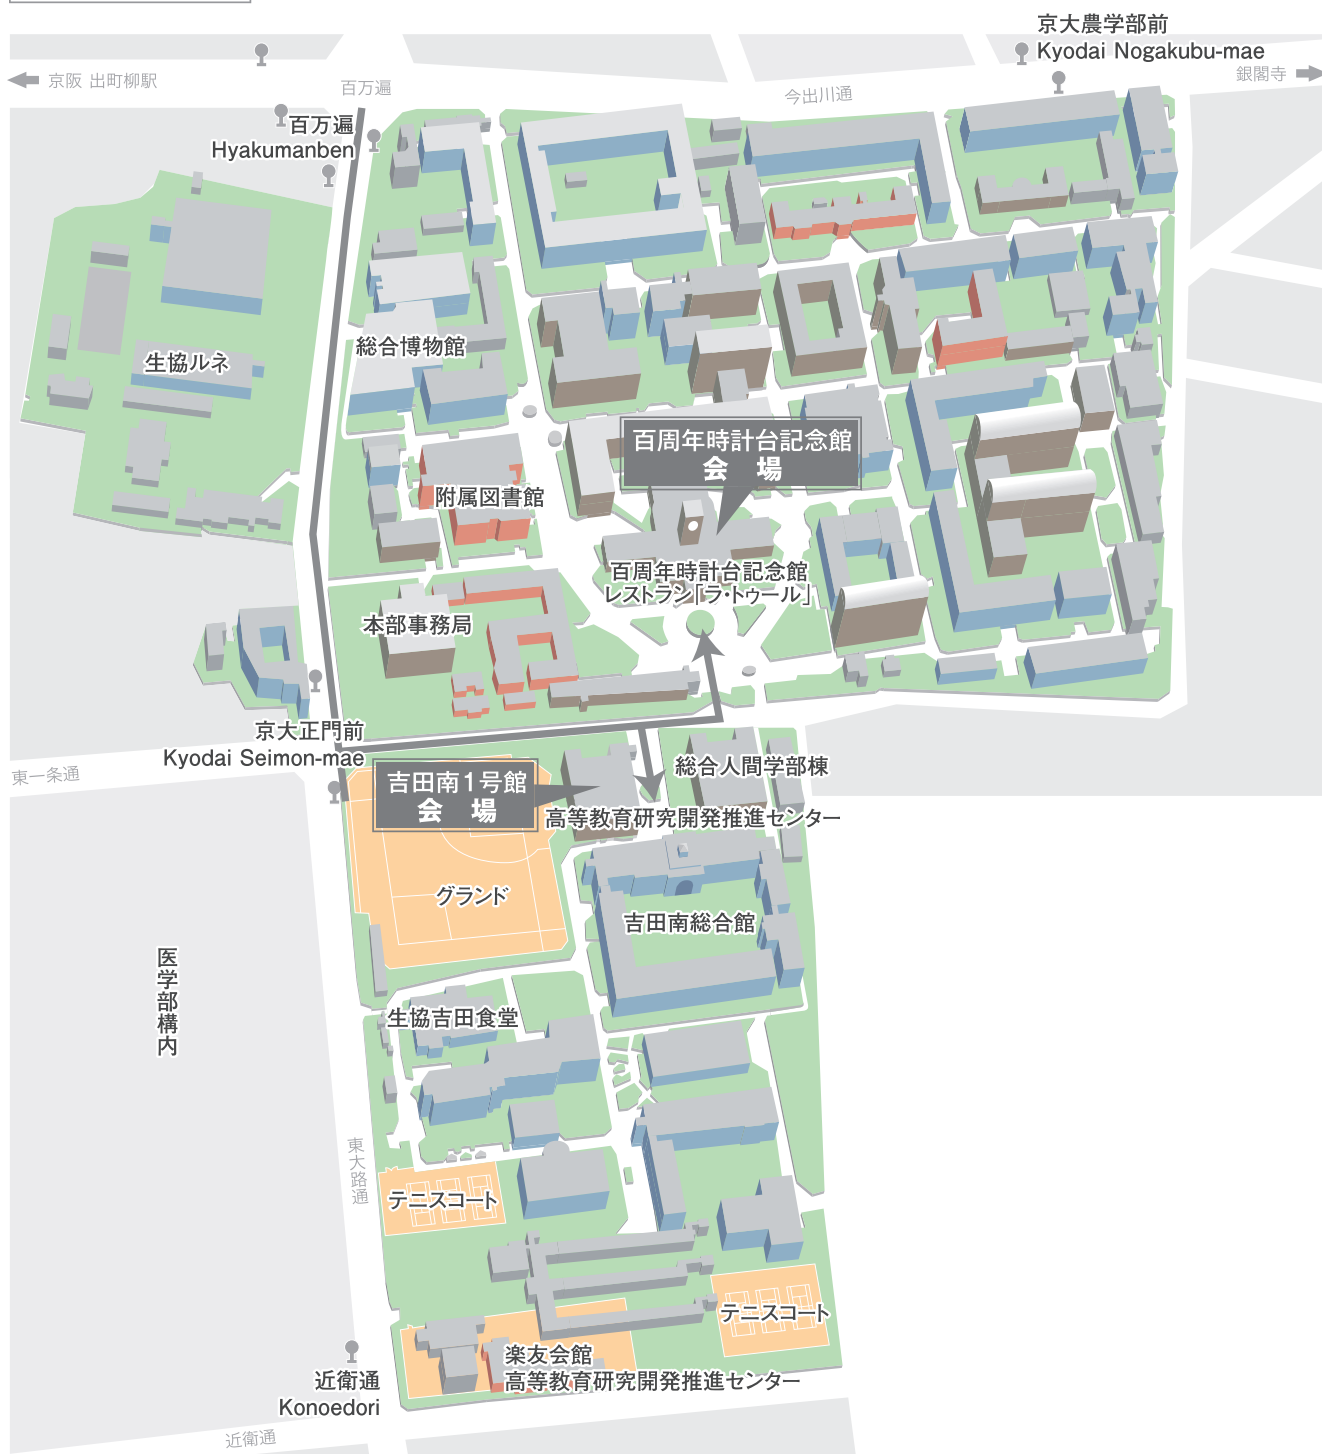 京大農学部前
Kyodai Nogakubu-mae
京阪 出町柳駅
百万遍
今出川通
銀閣寺
百万遍
Hyakumanben
総合博物館
生協ルネ
百周年時計台記念館
会 場
附属図書館
百周年時計台記念館
レストラン「ラ・トゥール」
本部事務局
京大正門前
Kyodai Seimon-mae
東一条通
総合人間学部棟
吉田南1号館
会 場
高等教育研究開発推進センター
グランド
吉田南総合館
医学部構内
生協吉田食堂
東大路通
テニスコート
テニスコート
楽友会館
高等教育研究開発推進センター
近衛通
Konoedori
近衛通